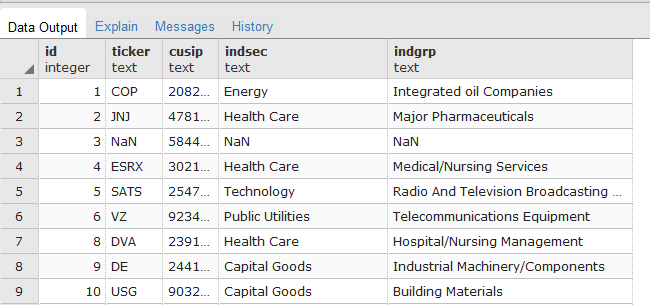 Data Output Explain Messages History
id ticker cusip indsec indgrp
integer text text text text
1 1 COP 2082... Energy Integrated oil Companies
2 2 JNJ 4781... Health Care Major Pharmaceuticals
3 3 NaN 5844... NaN NaN
4 4 ESRX 3021... Health Care Medical/Nursing Services
5 5 SATS 2547... Technology Radio And Television Broadcasting ...
6 6 VZ 9234... Public Utilities Telecommunications Equipment
7 8 DVA 2391... Health Care Hospital/Nursing Management
8 9 DE 2441... Capital Goods Industrial Machinery/Components
9 10 USG 9032... Capital Goods Building Materials